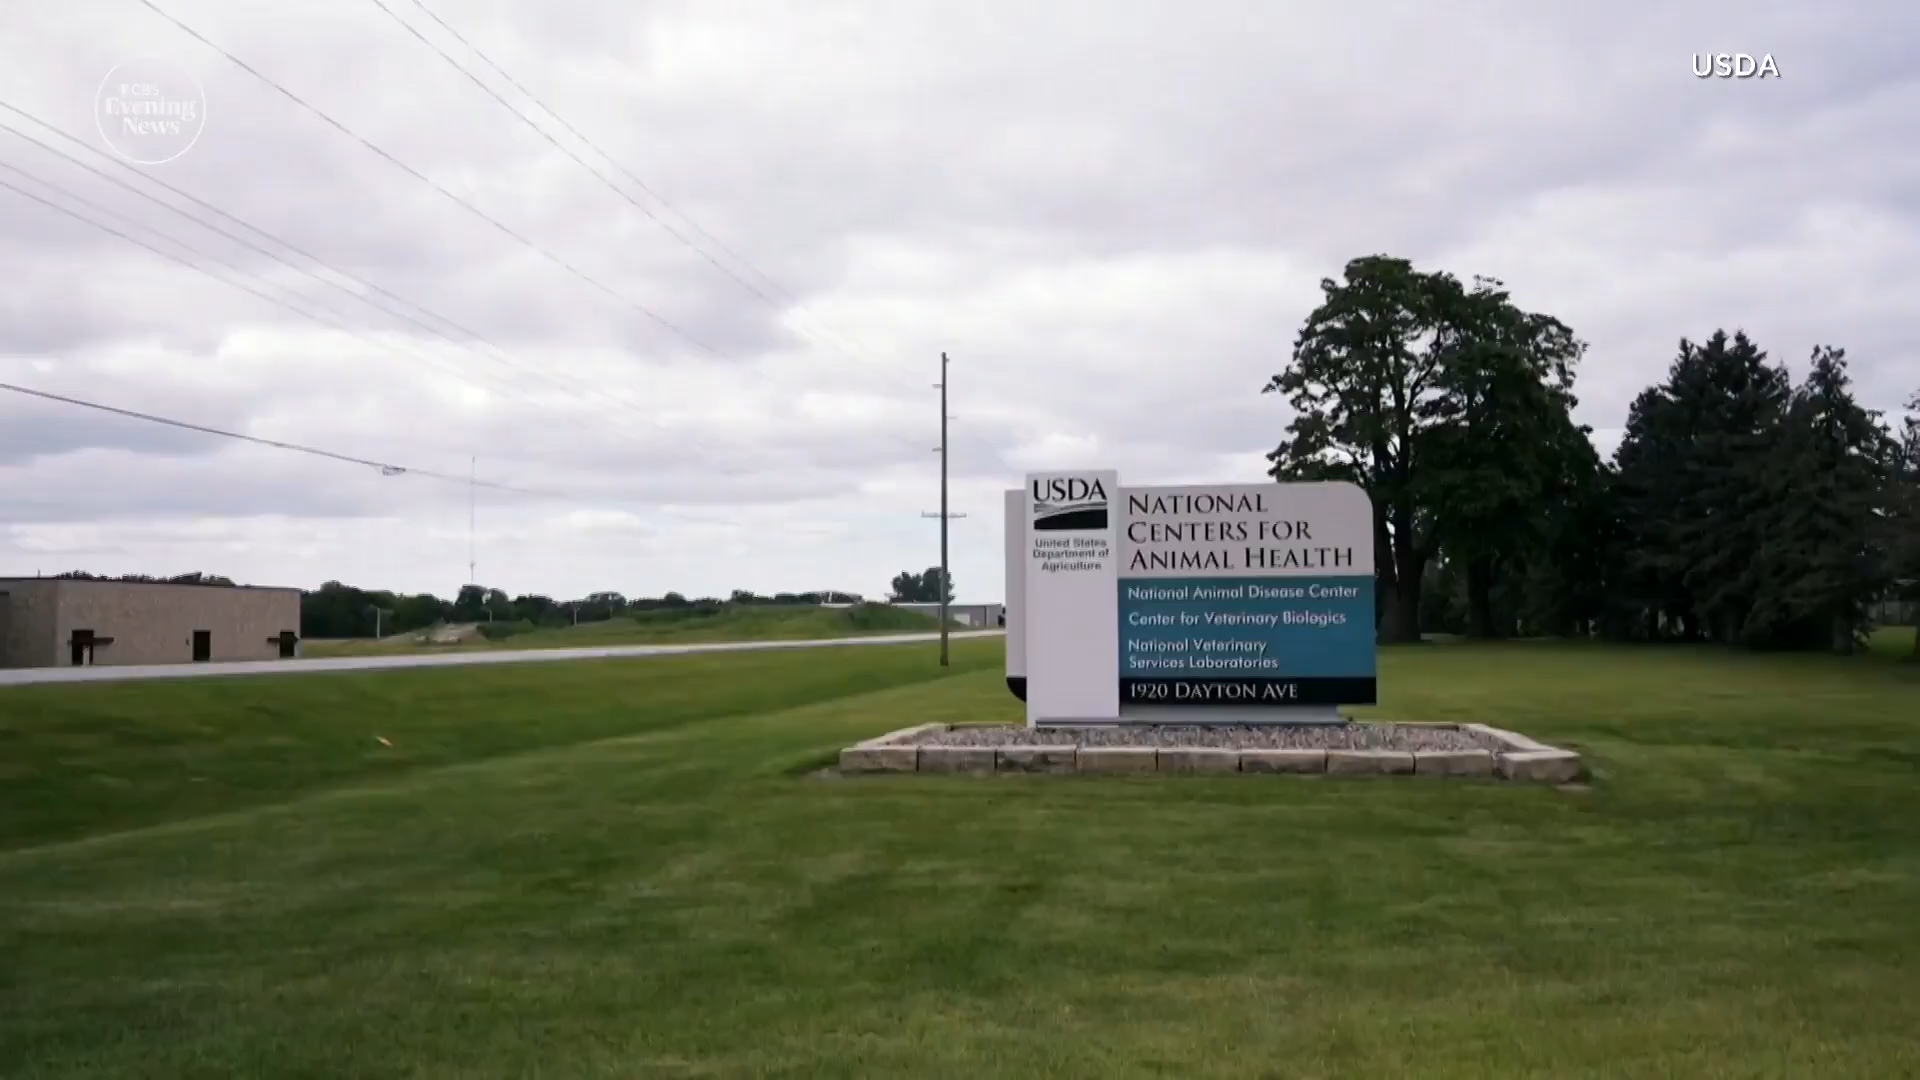 CBS
Evening
News
USDA
USDA
United States
Department of
Agriculture
NATIONAL
CENTERS FOR
ANIMAL HEALTH
National Animal Disease Center
Center for Veterinary Biologics
National Veterinary
Services Laboratories
1920 DAYTON AVE